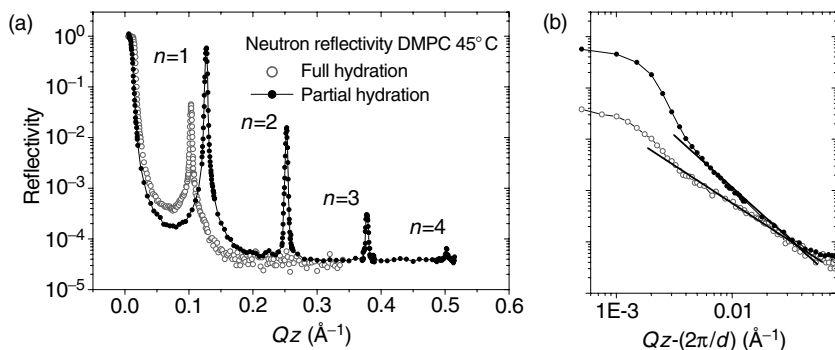 (a)
Neutron reflectivity DMPC 45°C
Full hydration
Partial hydration
n=1
n=2
n=3
n=4
10⁰
10⁻¹
10⁻²
10⁻³
10⁻⁴
10⁻⁵
Reflectivity
0.0 0.1 0.2 0.3 0.4 0.5 0.6
Qz (Å⁻¹)
(b)
1E-3 0.01
Qz-(2π/d) (Å⁻¹)